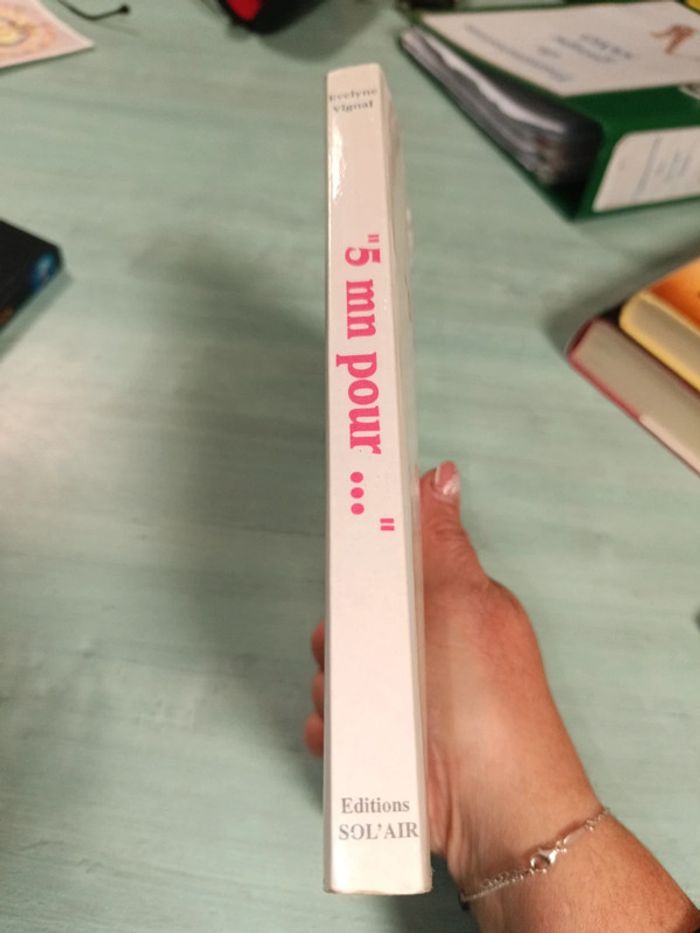 Evelyne
Vignal
"5 mn pour ..."
Editions
SOL'AIR